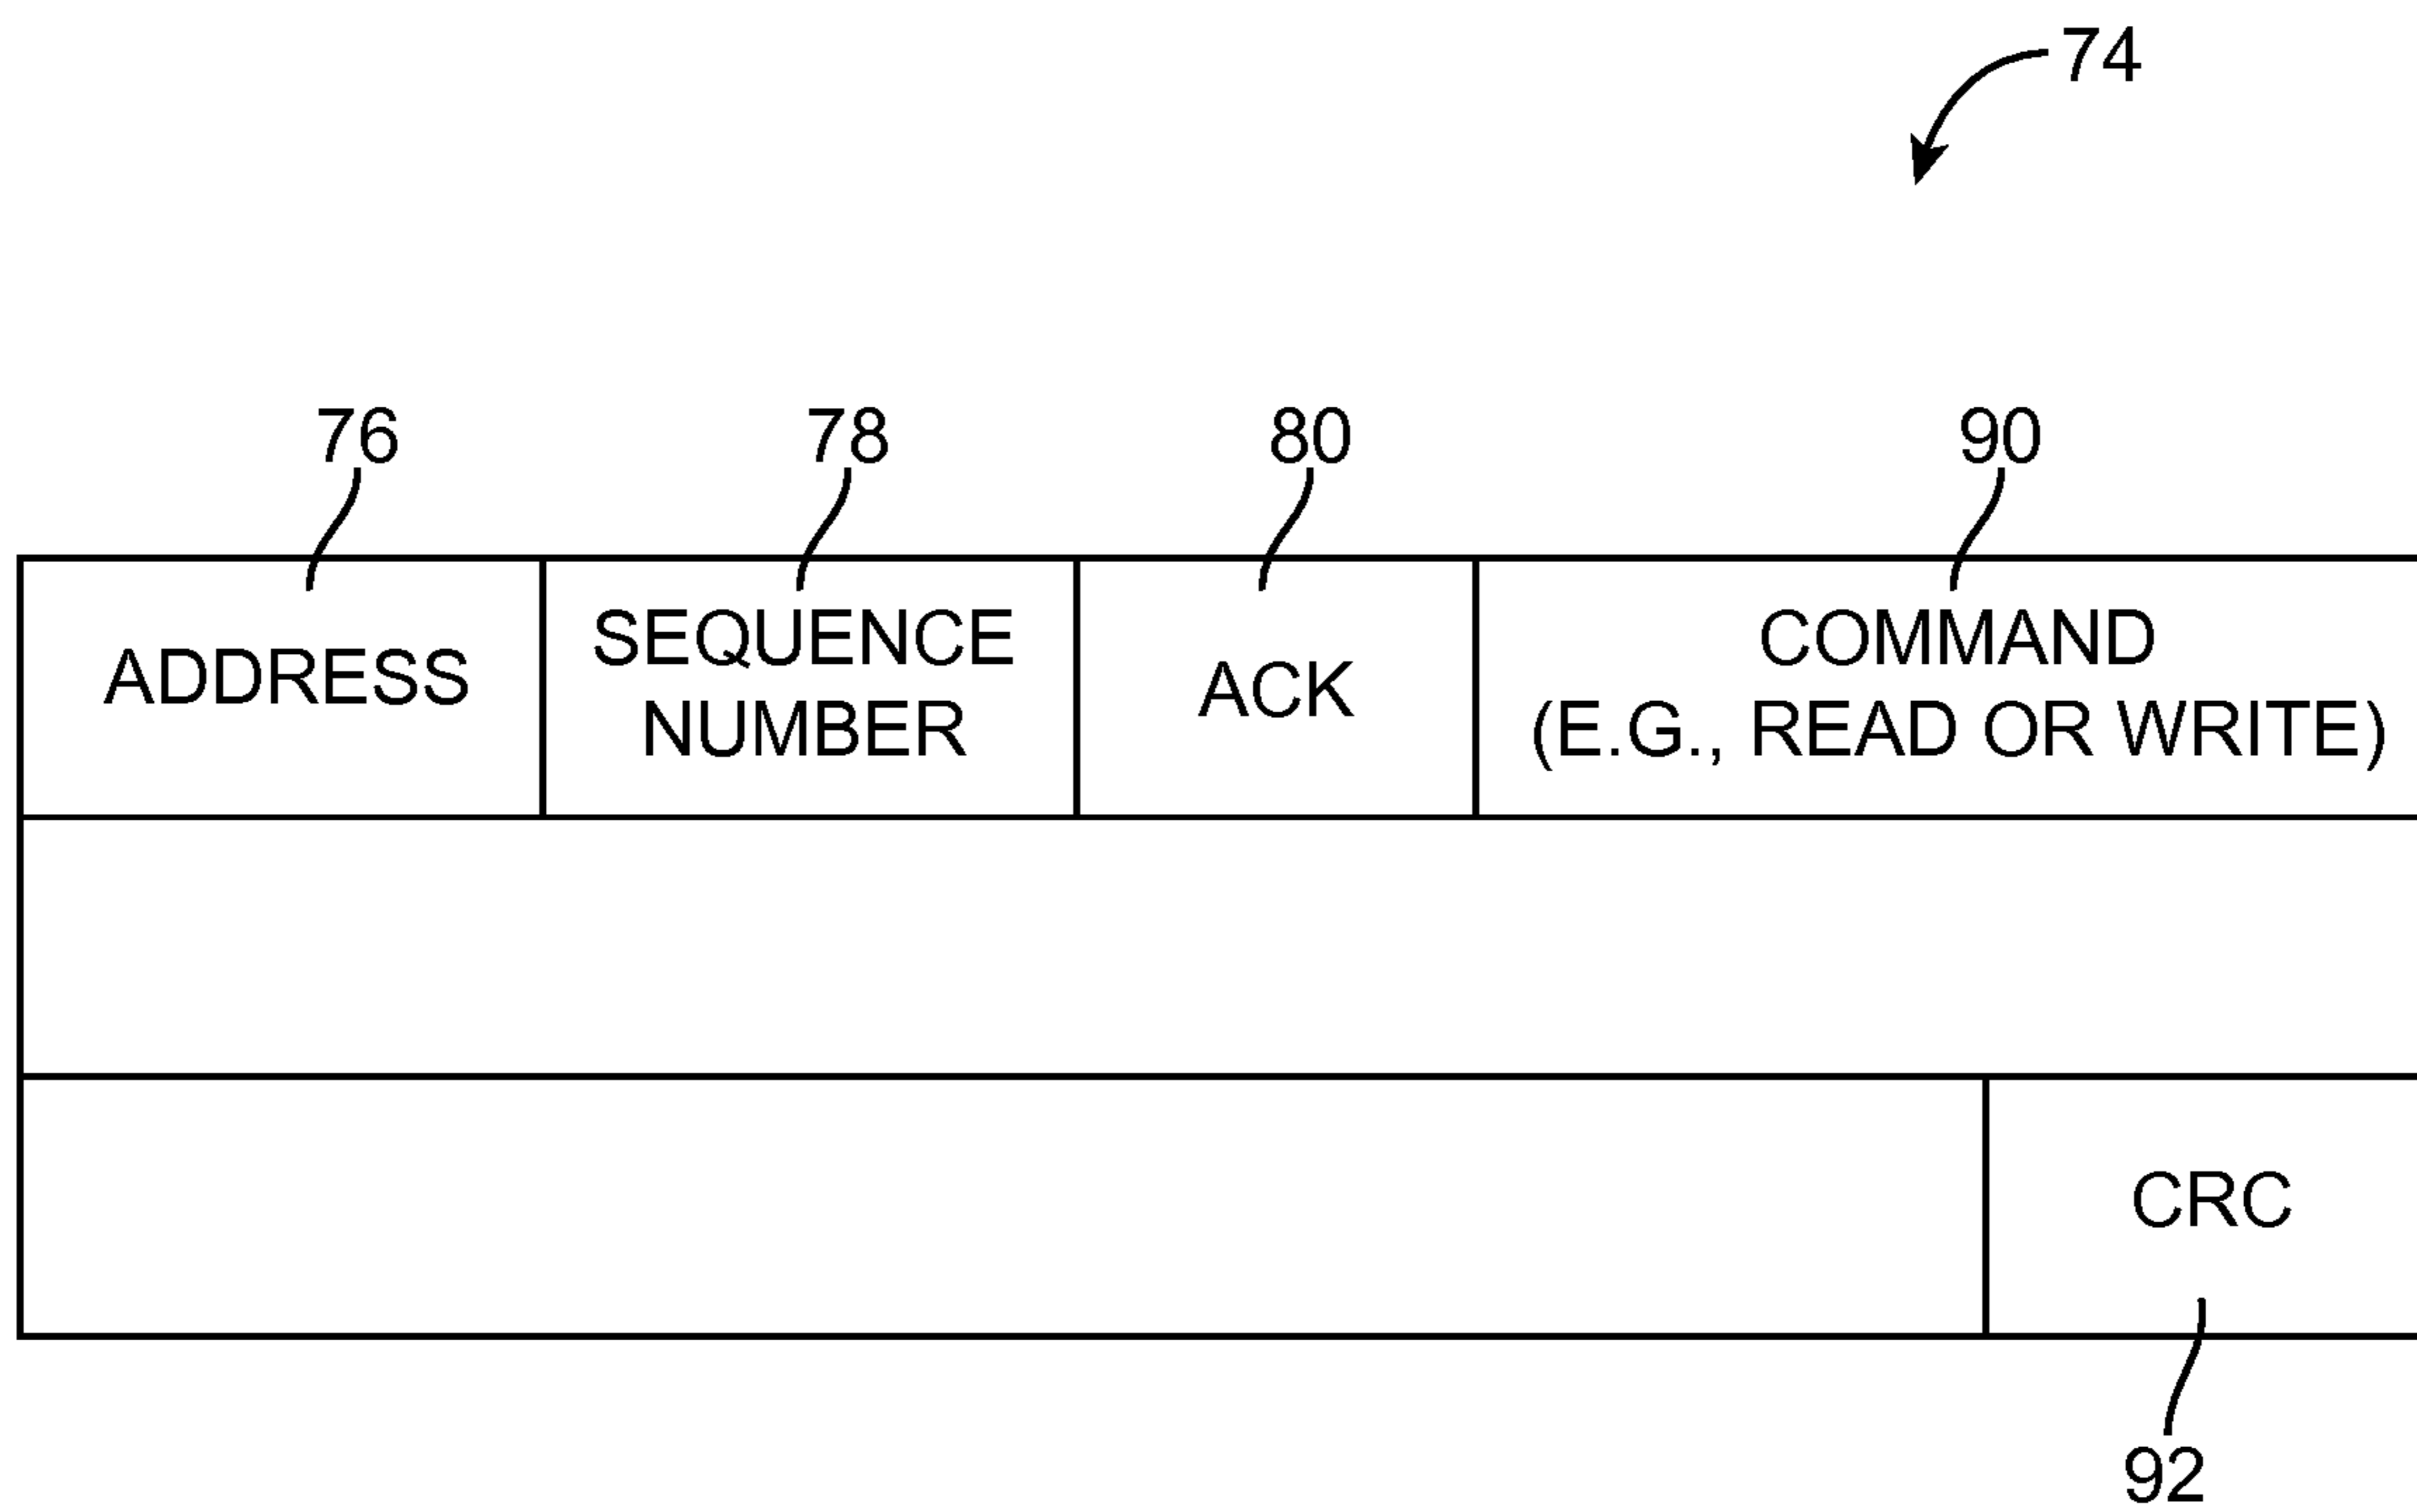 74
76 78 80 90
ADDRESS
SEQUENCE
NUMBER
ACK
COMMAND
(E.G., READ OR WRITE)
CRC
92